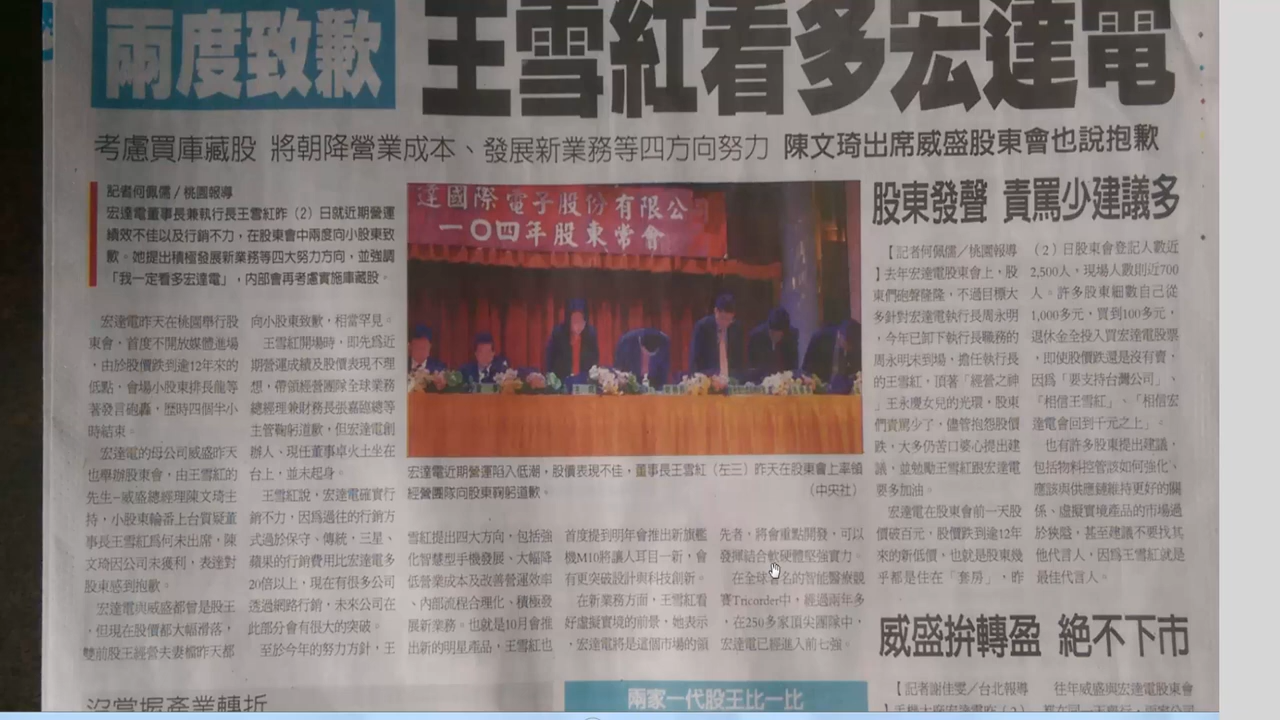 兩度致歉
王雪紅看多宏達電
考慮買庫藏股 將朝降營業成本、發展新業務等四方向努力 陳文琦出席威盛股東會也說抱歉
記者何佩儒／桃園報導
宏達電董事長兼執行長王雪紅昨（2）日就近期營運
績效不佳以及行銷不力，在股東會中兩度向小股東致
歉。她提出積極發展新業務等四大努力方向，並強調
「我一定看多宏達電」，內部會再考慮實施庫藏股。
宏達電昨天在桃園舉行股
東會，首度不開放媒體進場
，由於股價跌到逾12年來的
低點，會場小股東排長龍等
著發言砲轟，歷時四個半小
時結束。
宏達電的母公司威盛昨天
也舉辦股東會，由王雪紅的
先生–威盛總經理陳文琦主
持，小股東輪番上台質疑董
事長王雪紅為何未出席，陳
文琦因公司未獲利，表達對
股東感到抱歉。
宏達電與威盛都曾是股王
，但現在股價都大幅滑落，
雙前股王經營夫妻檔昨天都
向小股東致歉，相當罕見。
王雪紅開場時，即先為近
期營運成績及股價表現不理
想，帶領經營團隊全球業務
總經理兼財務長張嘉臨總等
主管鞠躬道歉，但宏達電創
辦人、現任董事卓火土坐在
台上，並未起身。
王雪紅說，宏達電確實行
銷不力，因為過往的行銷方
式過於保守、傳統，三星、
蘋果的行銷費用比宏達電多
20倍以上，現在有很多公司
透過網路行銷，未來公司在
此部分會有很大的突破。
至於今年的努力方針，王
達國際電子股份有限公
一〇四年股東常會
宏達電近期營運陷入低潮，股價表現不佳，董事長王雪紅（左三）昨天在股東會上率領
經營團隊向股東鞠躬道歉。
（中央社）
雪紅提出四大方向，包括強
化智慧型手機發展、大幅降
低營業成本及改善營運效率
、內部流程合理化、積極發
展新業務。也就是10月會推
出新的明星產品，王雪紅也
首度提到明年會推出新旗艦
機M10將讓人耳目一新，會
有更突破設計與科技創新。
在新業務方面，王雪紅看
好虛擬實境的前景，她表示
，宏達電將是這個市場的領
先者，將會重點開發，可以
發揮結合軟硬體堅強實力。
在全球著名的智能醫療競
賽Tricorder中，經過兩年多
，在250多家頂尖團隊中，
宏達電已經進入前七強。
股東發聲 責罵少建議多
【記者何佩儒／桃園報導
】去年宏達電股東會上，股
東們砲聲隆隆，不過目標大
多針對宏達電執行長周永明
，今年已卸下執行長職務的
周永明未到場，擔任執行長
的王雪紅，頂著「經營之神
」王永慶女兒的光環，股東
們責罵少了，儘管抱怨股價
跌，大多仍苦口婆心提出建
議，並勉勵王雪紅跟宏達電
要多加油。
宏達電在股東會前一天股
價破百元，股價跌到逾12年
來的新低價，也就是股東幾
乎都是住在「套房」，昨
（2）日股東會登記人數近
2,500人，現場人數則近700
人。許多股東細數自己從
1,000多元，買到100多元，
退休金全投入買宏達電股票
，即使股價跌還是沒有賣，
因為「要支持台灣公司」、
「相信王雪紅」、「相信宏
達電會回到千元之上」。
也有許多股東提出建議，
包括物料控管該如何強化、
應該與供應鏈維持更好的關
係、虛擬實境產品的市場過
於狹隘，甚至建議不要找其
他代言人，因為王雪紅就是
最佳代言人。
威盛拚轉盈 絕不下市
【記者謝佳雯／台北報導
往年威盛與宏達電股東會
沒掌握產業轉折
兩家一代股王比一比